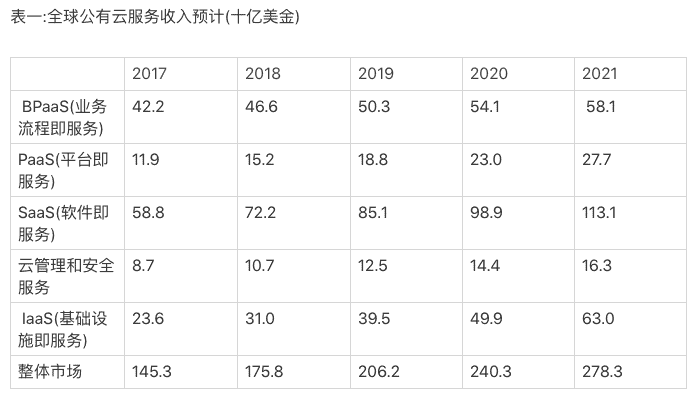 表一:全球公有云服务收入预计(十亿美金)
2017 2018 2019 2020 2021
BPaaS(业务 42.2 46.6 50.3 54.1 58.1
流程即服务)
PaaS(平台即 11.9 15.2 18.8 23.0 27.7
服务)
SaaS(软件即 58.8 72.2 85.1 98.9 113.1
服务)
云管理和安全 8.7 10.7 12.5 14.4 16.3
服务
IaaS(基础设 23.6 31.0 39.5 49.9 63.0
施即服务)
整体市场 145.3 175.8 206.2 240.3 278.3